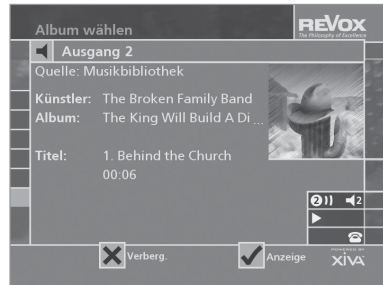 Album wählen
REVOX
The Philosophy of Excellence
Ausgang 2
Quelle: Musikbibliothek
Künstler: The Broken Family Band
Album: The King Will Build A Di ...
Titel: 1. Behind the Church
00:06
2 )) 2
Verberg.
Anzeige
POWERED BY
XiVA